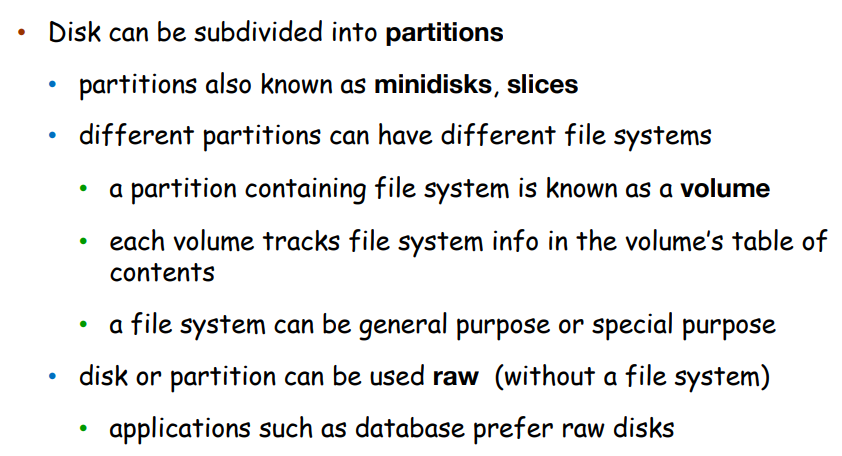 • Disk can be subdivided into partitions
• partitions also known as minidisks, slices
• different partitions can have different file systems
• a partition containing file system is known as a volume
• each volume tracks file system info in the volume's table of
contents
• a file system can be general purpose or special purpose
• disk or partition can be used raw (without a file system)
• applications such as database prefer raw disks